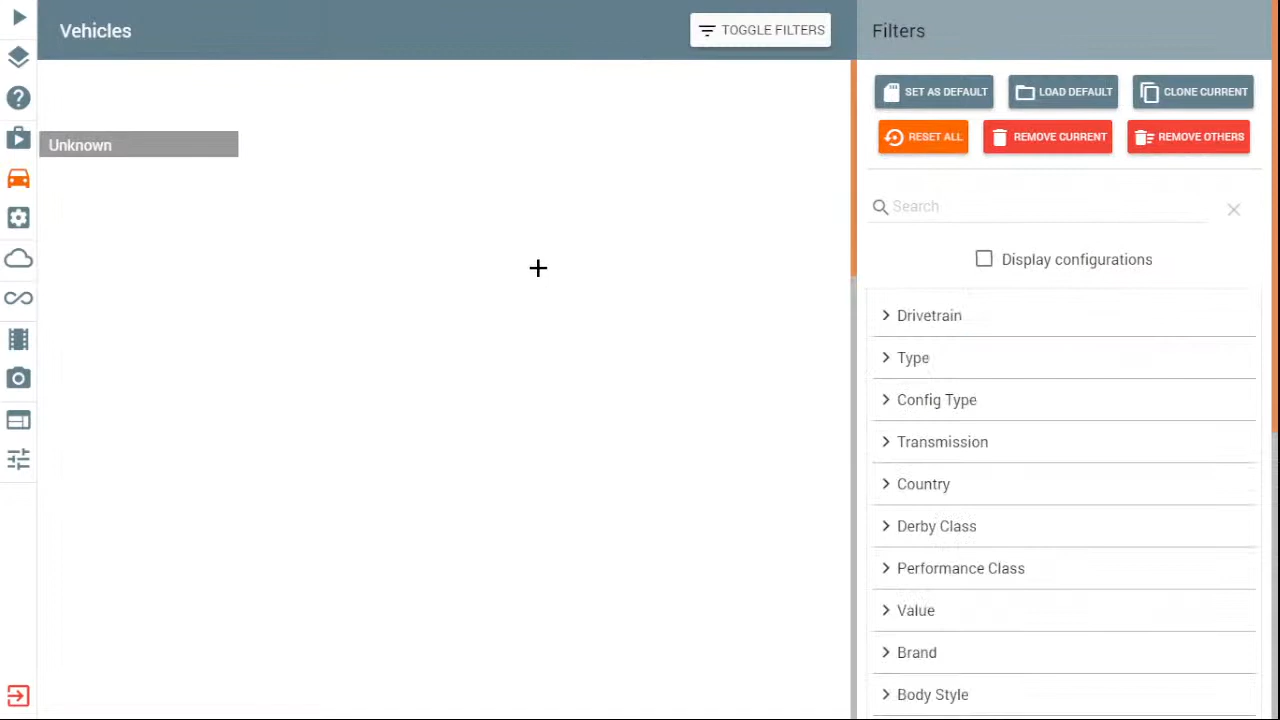 Vehicles
TOGGLE FILTERS
Filters
SET AS DEFAULT
LOAD DEFAULT
CLONE CURRENT
RESET ALL
REMOVE CURRENT
REMOVE OTHERS
Unknown
Search
Display configurations
Drivetrain
Type
Config Type
Transmission
Country
Derby Class
Performance Class
Value
Brand
Body Style